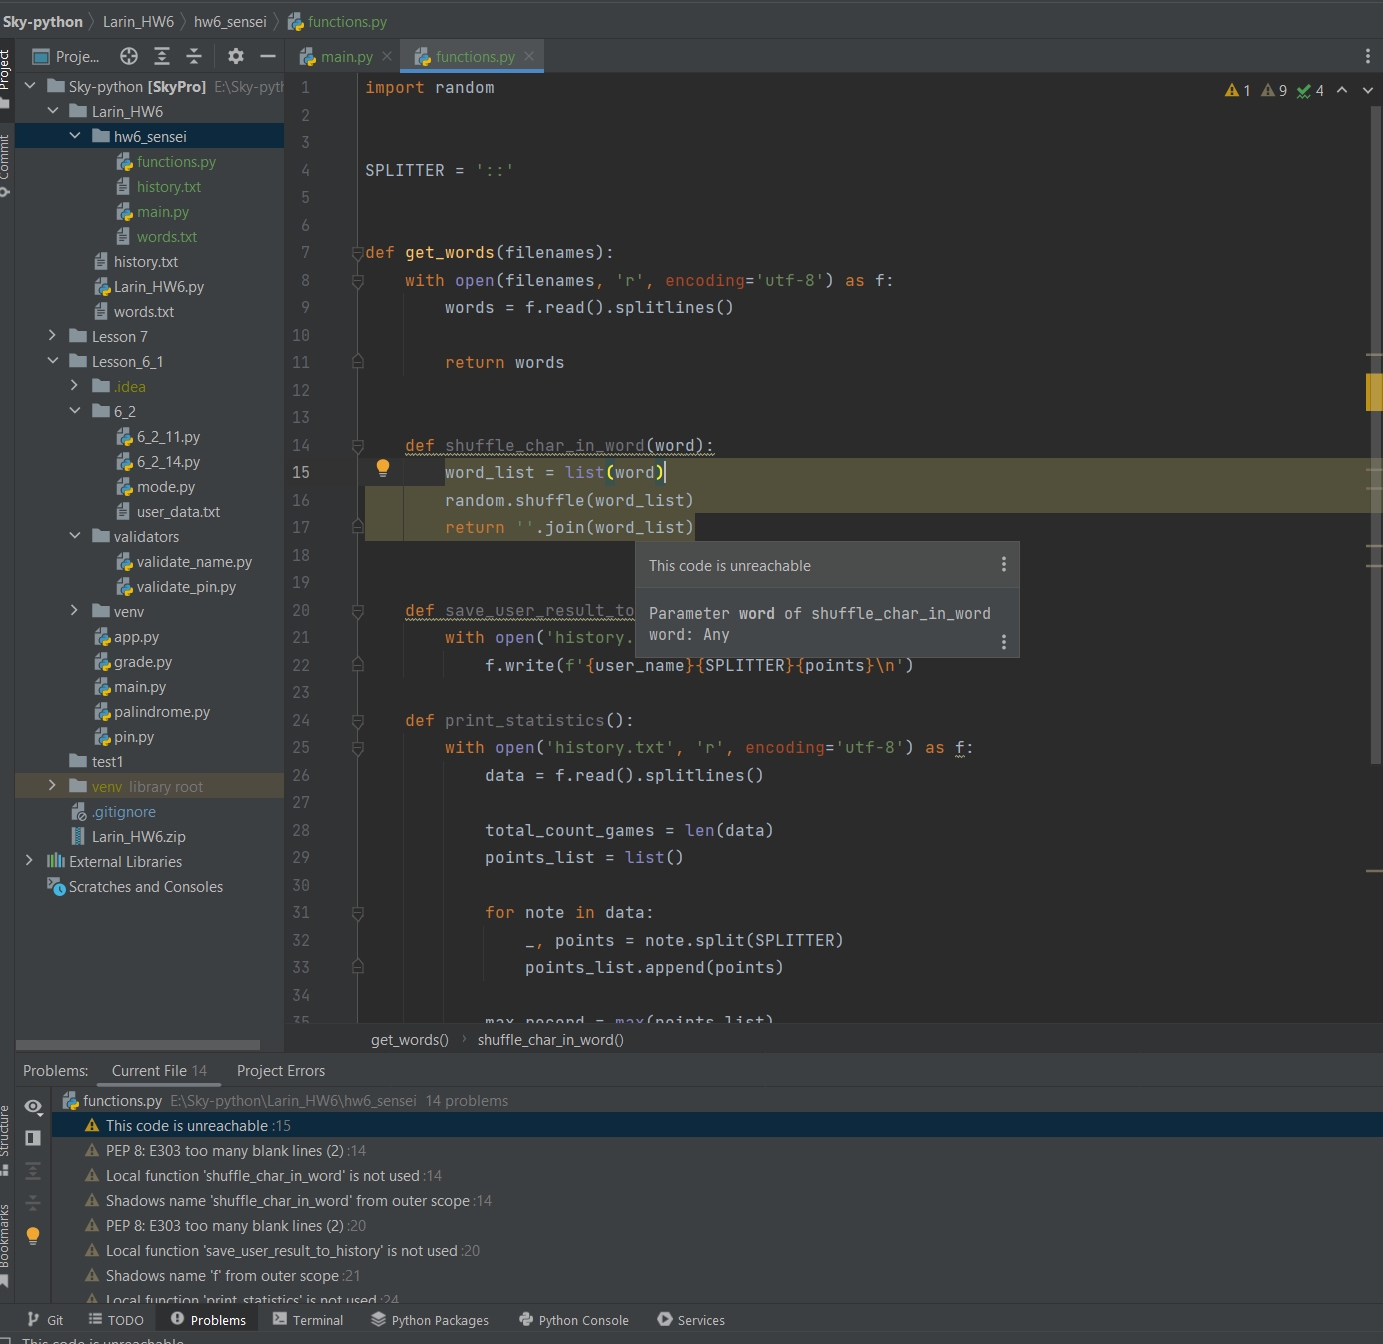 Sky-python Larin_HW6 hw6_sensei functions.py
Project
Commit
Proje...
main.py functions.py
Sky-python [SkyPro]
Larin_HW6
hw6_sensei
functions.py
history.txt
main.py
words.txt
history.txt
Larin_HW6.py
words.txt
Lesson 7
Lesson_6_1
.idea
6_2
6_2_11.py
6_2_14.py
mode.py
user_data.txt
validators
validate_name.py
validate_pin.py
venv
app.py
grade.py
main.py
palindrome.py
pin.py
test1
venv library root
.gitignore
Larin_HW6.zip
External Libraries
Scratches and Consoles
1 9 4
1 import random
2
3
4 SPLITTER = '::'
5
6
7 def get_words(filenames):
8 with open(filenames, 'r', encoding='utf-8') as f:
9 words = f.read().splitlines()
10
11 return words
12
13
14 def shuffle_char_in_word(word):
15 word_list = list(word)
16 random.shuffle(word_list)
17 return ''.join(word_list)
18
19
20 def save_user_result_to
21 with open('history.
22 f.write(f'{user_name}{SPLITTER}{points}\n')
23
24 def print_statistics():
25 with open('history.txt', 'r', encoding='utf-8') as f:
26 data = f.read().splitlines()
27
28 total_count_games = len(data)
29 points_list = list()
30
31 for note in data:
32 _, points = note.split(SPLITTER)
33 points_list.append(points)
34
35 max_record = max(points_list)
This code is unreachable
Parameter word of shuffle_char_in_word
word: Any
get_words() shuffle_char_in_word()
Problems: Current File 14 Project Errors
functions.py E:\Sky-python\Larin_HW6\hw6_sensei 14 problems
This code is unreachable :15
PEP 8: E303 too many blank lines (2) :14
Local function 'shuffle_char_in_word' is not used :14
Shadows name 'shuffle_char_in_word' from outer scope :14
PEP 8: E303 too many blank lines (2) :20
Local function 'save_user_result_to_history' is not used :20
Shadows name 'f' from outer scope :21
Local function 'print_statistics' is not used :24
Structure
Bookmarks
Git TODO Problems Terminal Python Packages Python Console Services
This code is unreachable